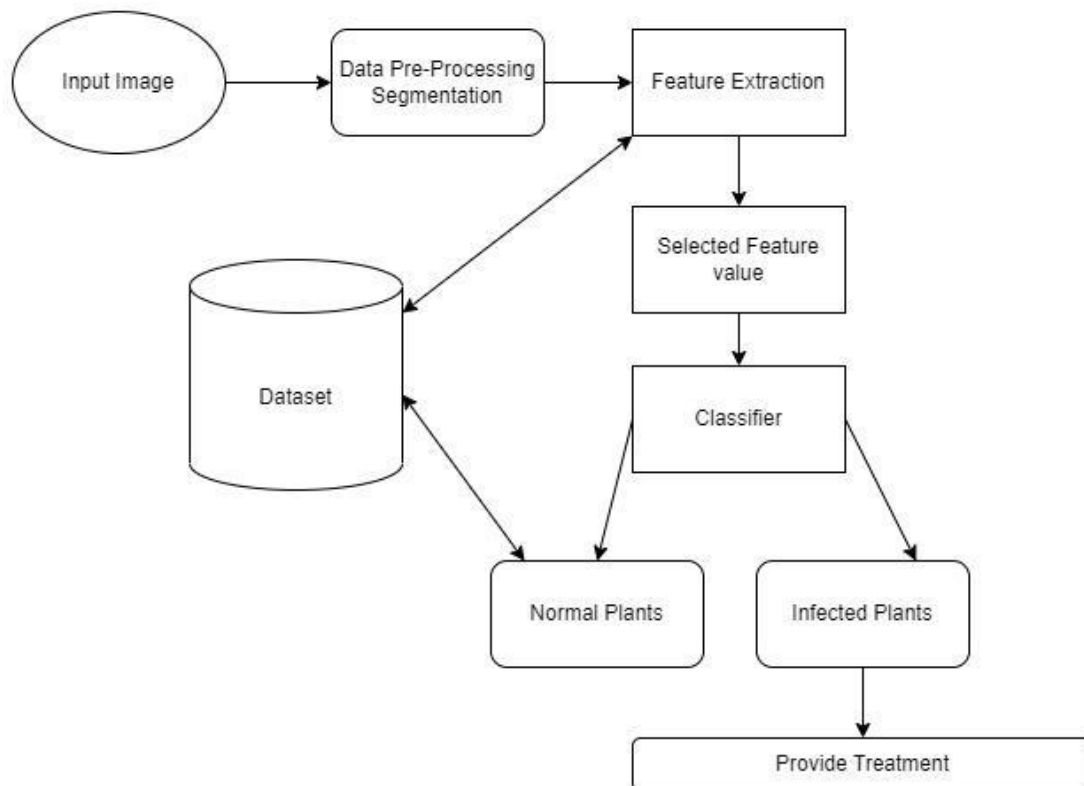 Input Image
Data Pre-Processing
Segmentation
Feature Extraction
Selected Feature
value
Dataset
Classifier
Normal Plants
Infected Plants
Provide Treatment